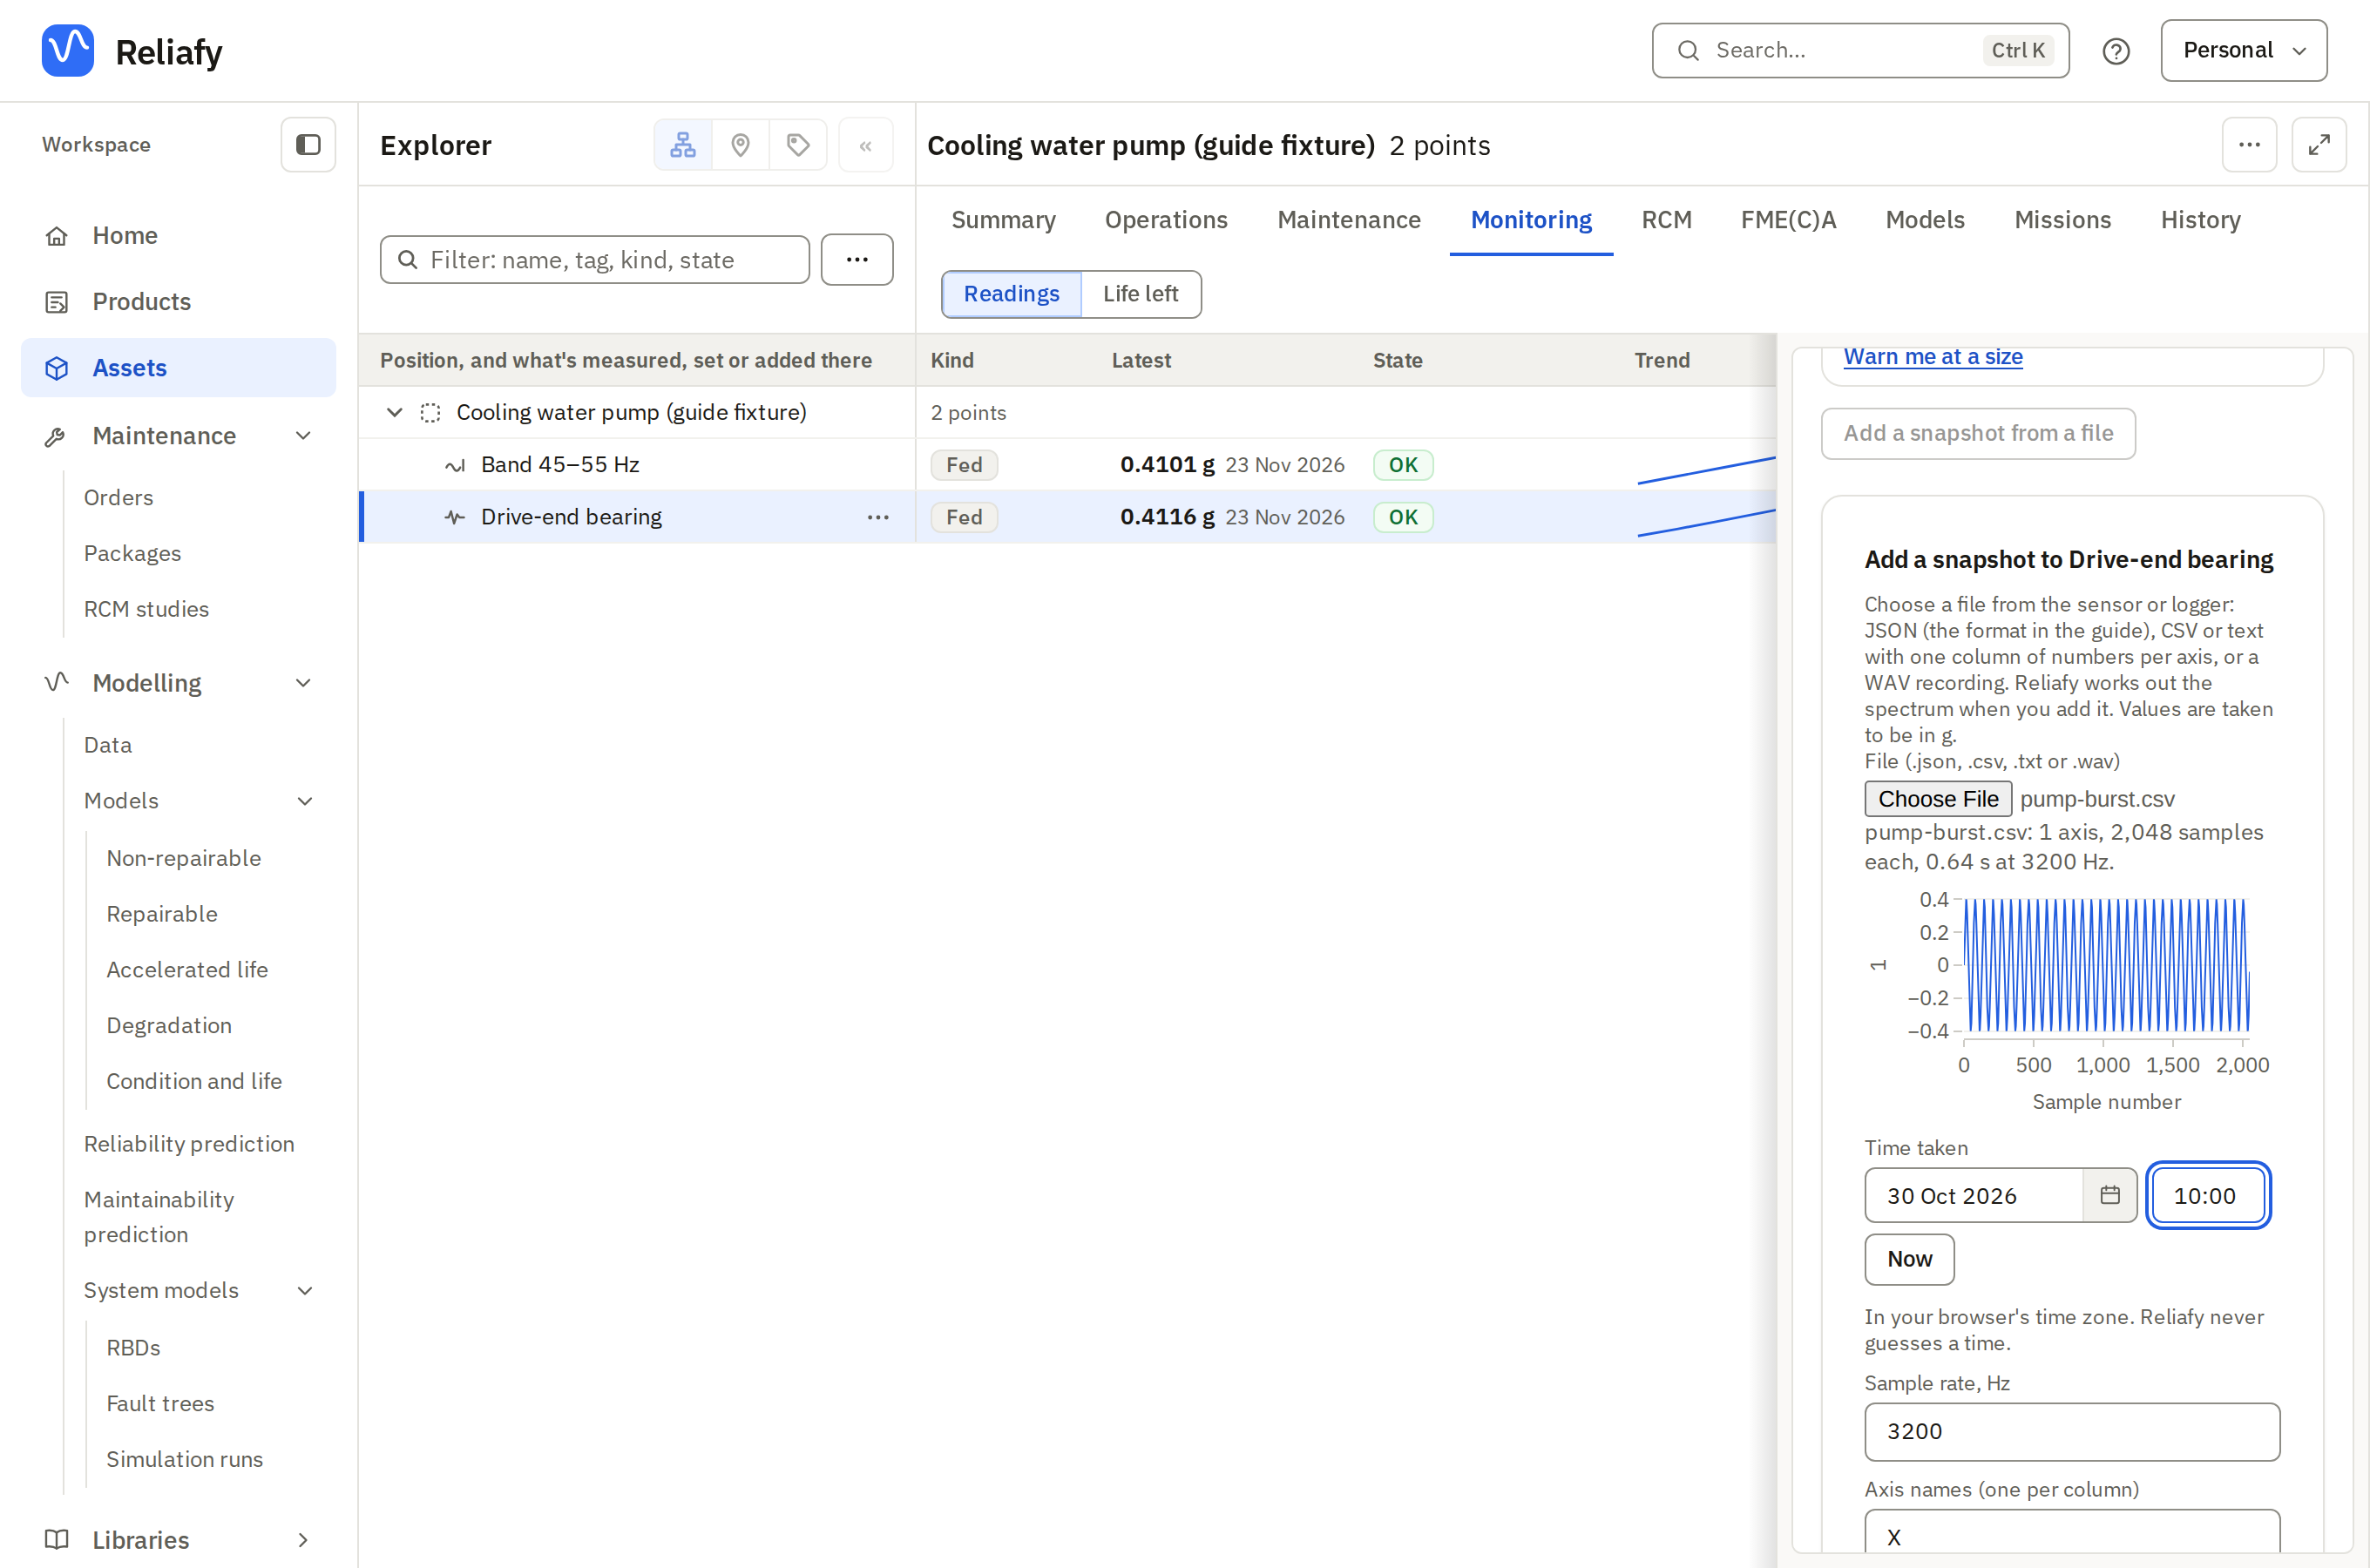 Reliafy
Search...
Ctrl K
Personal
Workspace
Home
Products
Assets
Maintenance
Orders
Packages
RCM studies
Modelling
Data
Models
Non-repairable
Repairable
Accelerated life
Degradation
Condition and life
Reliability prediction
Maintainability
prediction
System models
RBDs
Fault trees
Simulation runs
Libraries
Explorer
«
Filter: name, tag, kind, state
Cooling water pump (guide fixture) 2 points
Summary
Operations
Maintenance
Monitoring
RCM
FME(C)A
Models
Missions
History
Readings
Life left
Position, and what's measured, set or added there
Kind
Latest
State
Trend
Cooling water pump (guide fixture)
2 points
Band 45–55 Hz
Fed
0.4101 g 23 Nov 2026
OK
Drive-end bearing
Fed
0.4116 g 23 Nov 2026
OK
Warn me at a size
Add a snapshot from a file
Add a snapshot to Drive-end bearing
Choose a file from the sensor or logger:
JSON (the format in the guide), CSV or text
with one column of numbers per axis, or a
WAV recording. Reliafy works out the
spectrum when you add it. Values are taken
to be in g.
File (.json, .csv, .txt or .wav)
Choose File pump-burst.csv
pump-burst.csv: 1 axis, 2,048 samples
each, 0.64 s at 3200 Hz.
0.4
0.2
0
−0.2
−0.4
1
0 500 1,000 1,500 2,000
Sample number
Time taken
30 Oct 2026
10:00
Now
In your browser's time zone. Reliafy never
guesses a time.
Sample rate, Hz
3200
Axis names (one per column)
X